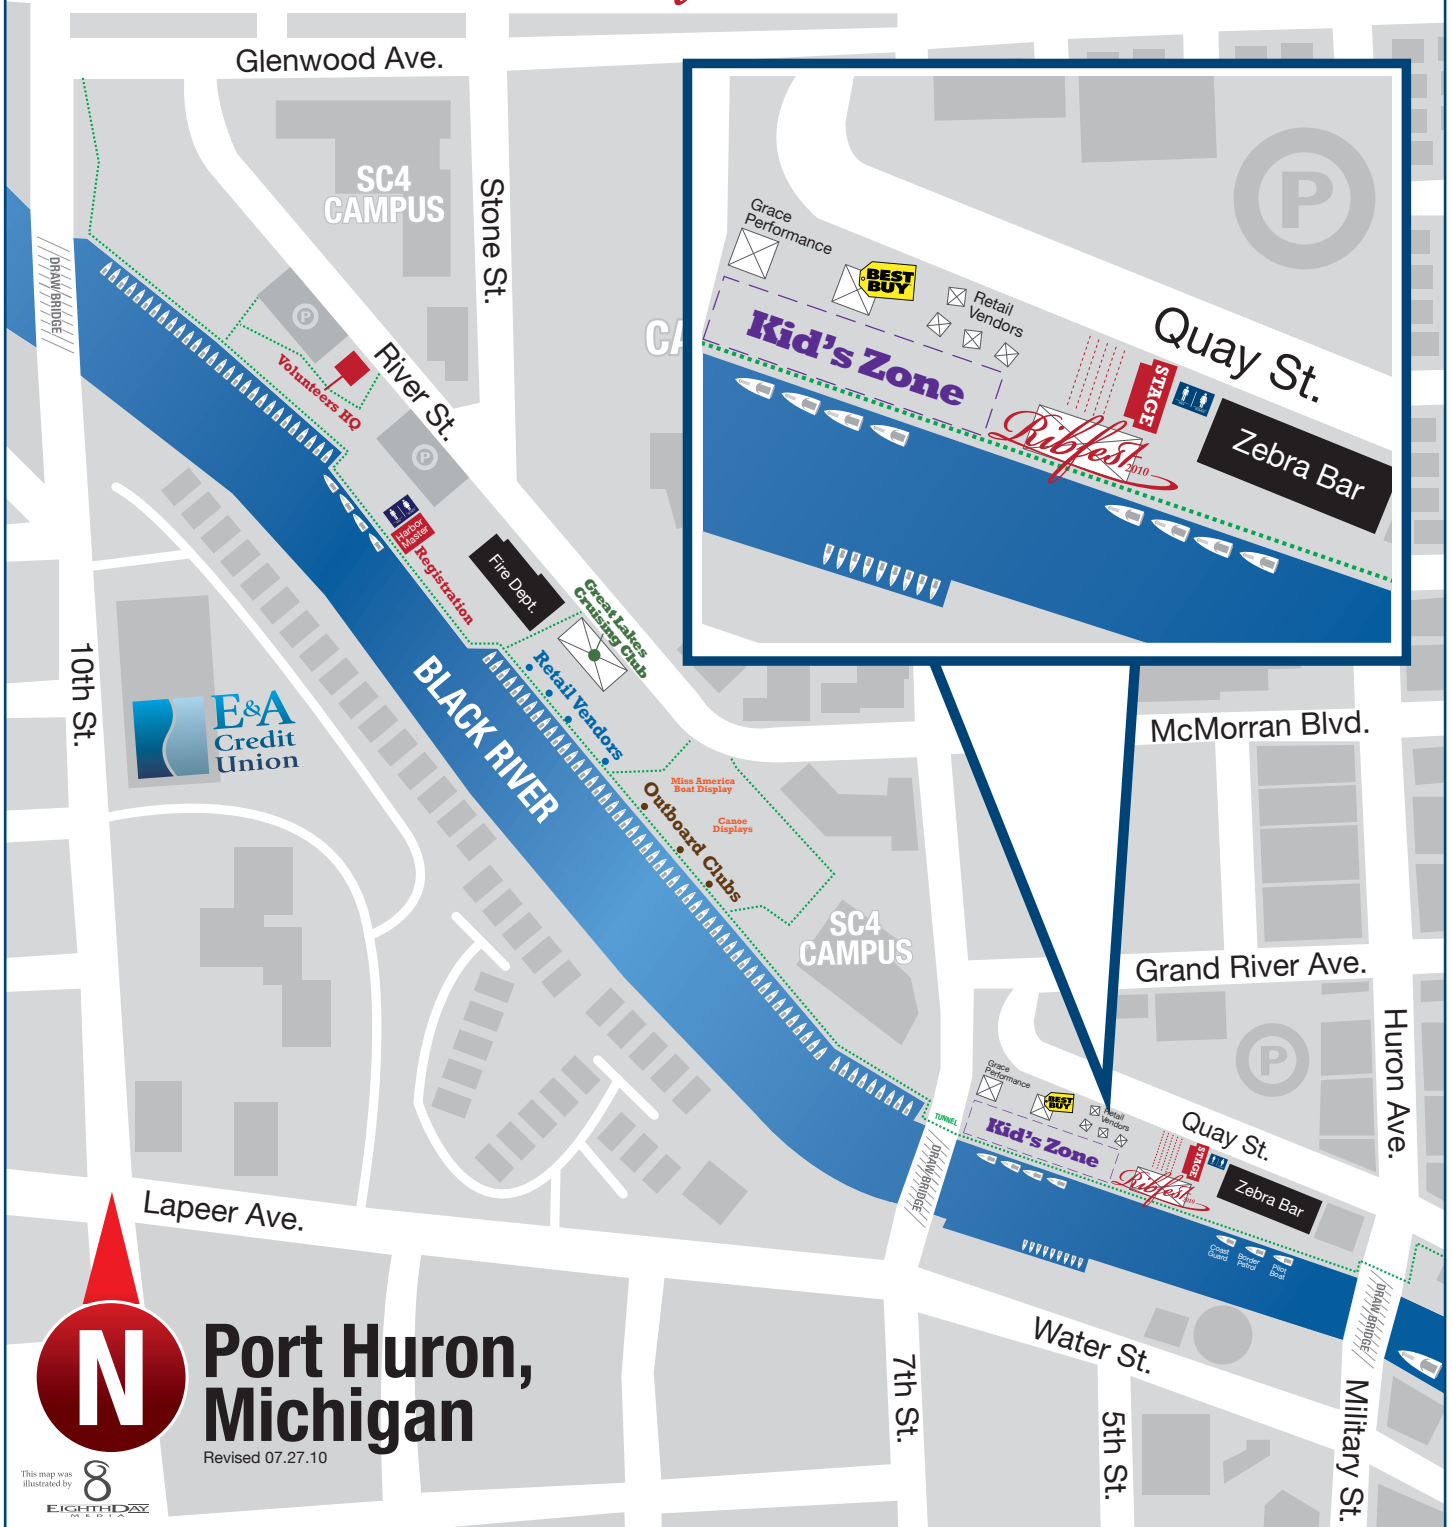 Glenwood Ave.
SC4
CAMPUS
Stone St.
DRAW BRIDGE
P
Volunteers HQ
River St.
P
CA
Harbor
Master
Registration
Fire Dept.
Great Lakes
Cruising Club
Retail Vendors
BLACK RIVER
10th St.
E&A
Credit
Union
Miss America
Boat Display
Canoe
Displays
Outboard Clubs
SC4
CAMPUS
P
Grace
Performance
BEST
BUY
Retail
Vendors
Kid's Zone
Quay St.
STAGE
Ribfest
2010
Zebra Bar
McMorran Blvd.
Grand River Ave.
Huron Ave.
P
Grace
Performance
BEST
BUY
Retail
Vendors
TUNNEL
Kid's Zone
Quay St.
STAGE
Ribfest
Zebra Bar
DRAW BRIDGE
Coast
Guard
Border
Patrol
Pilot
Boat
DRAW BRIDGE
Lapeer Ave.
Water St.
7th St.
5th St.
Military St.
N
Port Huron,
Michigan
Revised 07.27.10
This map was
illustrated by
8
EIGHTHDAY
MEDIA